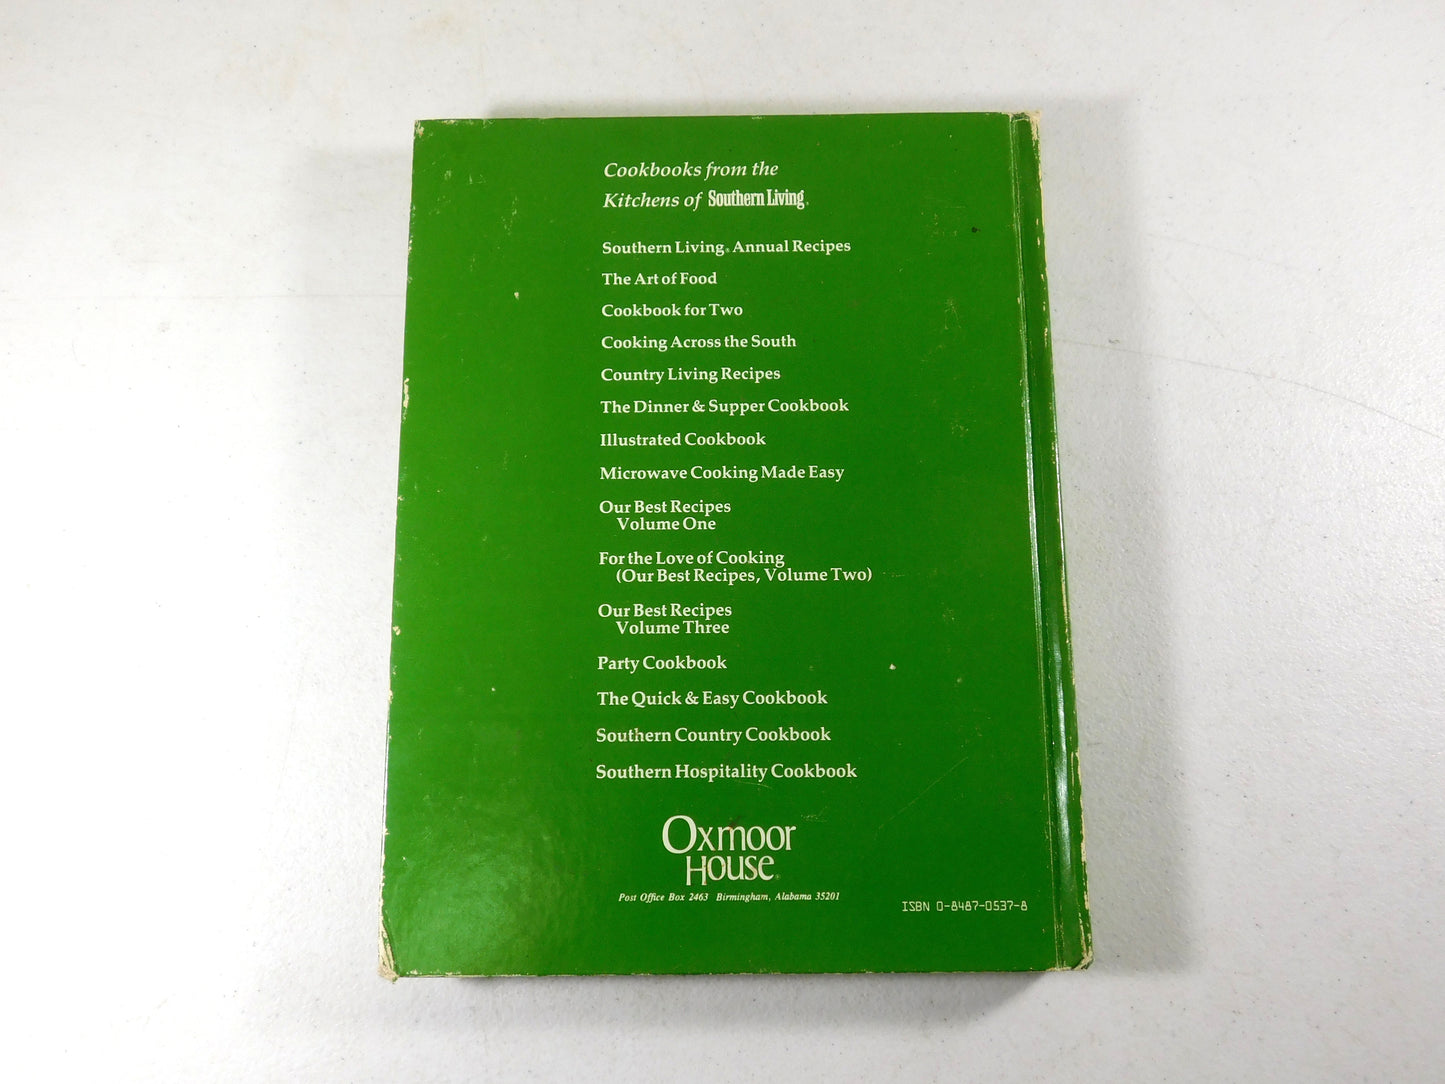 Cookbooks from the
Kitchens of Southern Living®
Southern Living® Annual Recipes
The Art of Food
Cookbook for Two
Cooking Across the South
Country Living Recipes
The Dinner & Supper Cookbook
Illustrated Cookbook
Microwave Cooking Made Easy
Our Best Recipes
Volume One
For the Love of Cooking
(Our Best Recipes, Volume Two)
Our Best Recipes
Volume Three
Party Cookbook
The Quick & Easy Cookbook
Southern Country Cookbook
Southern Hospitality Cookbook
Oxmoor
House®
Post Office Box 2463 Birmingham, Alabama 35201
ISBN 0-8487-0537-8